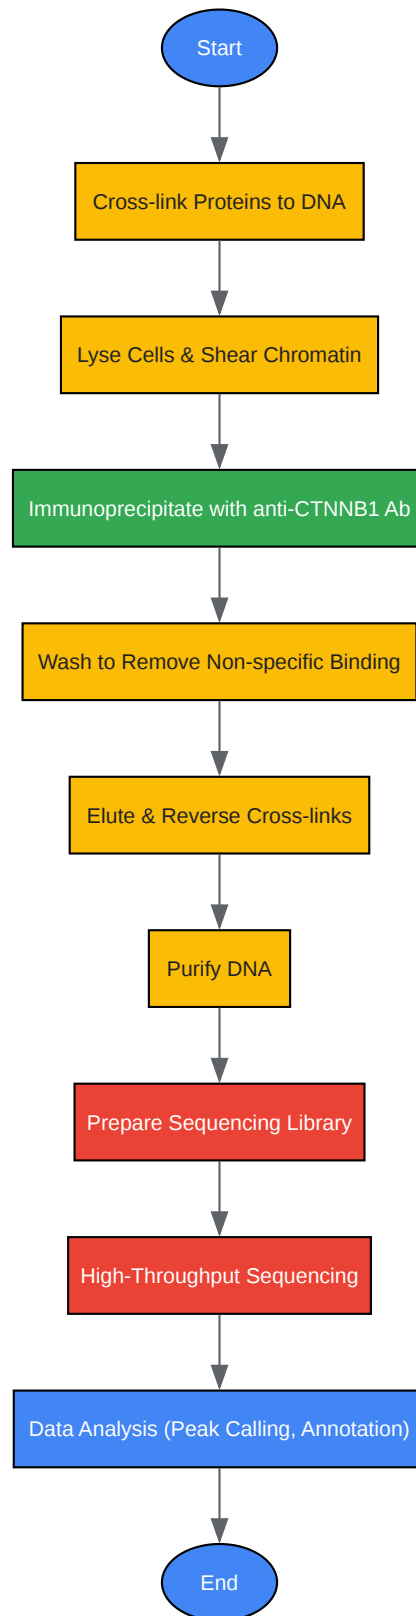 Start
Cross-link Proteins to DNA
Lyse Cells & Shear Chromatin
Immunoprecipitate with anti-CTNNB1 Ab
Wash to Remove Non-specific Binding
Elute & Reverse Cross-links
Purify DNA
Prepare Sequencing Library
High-Throughput Sequencing
Data Analysis (Peak Calling, Annotation)
End